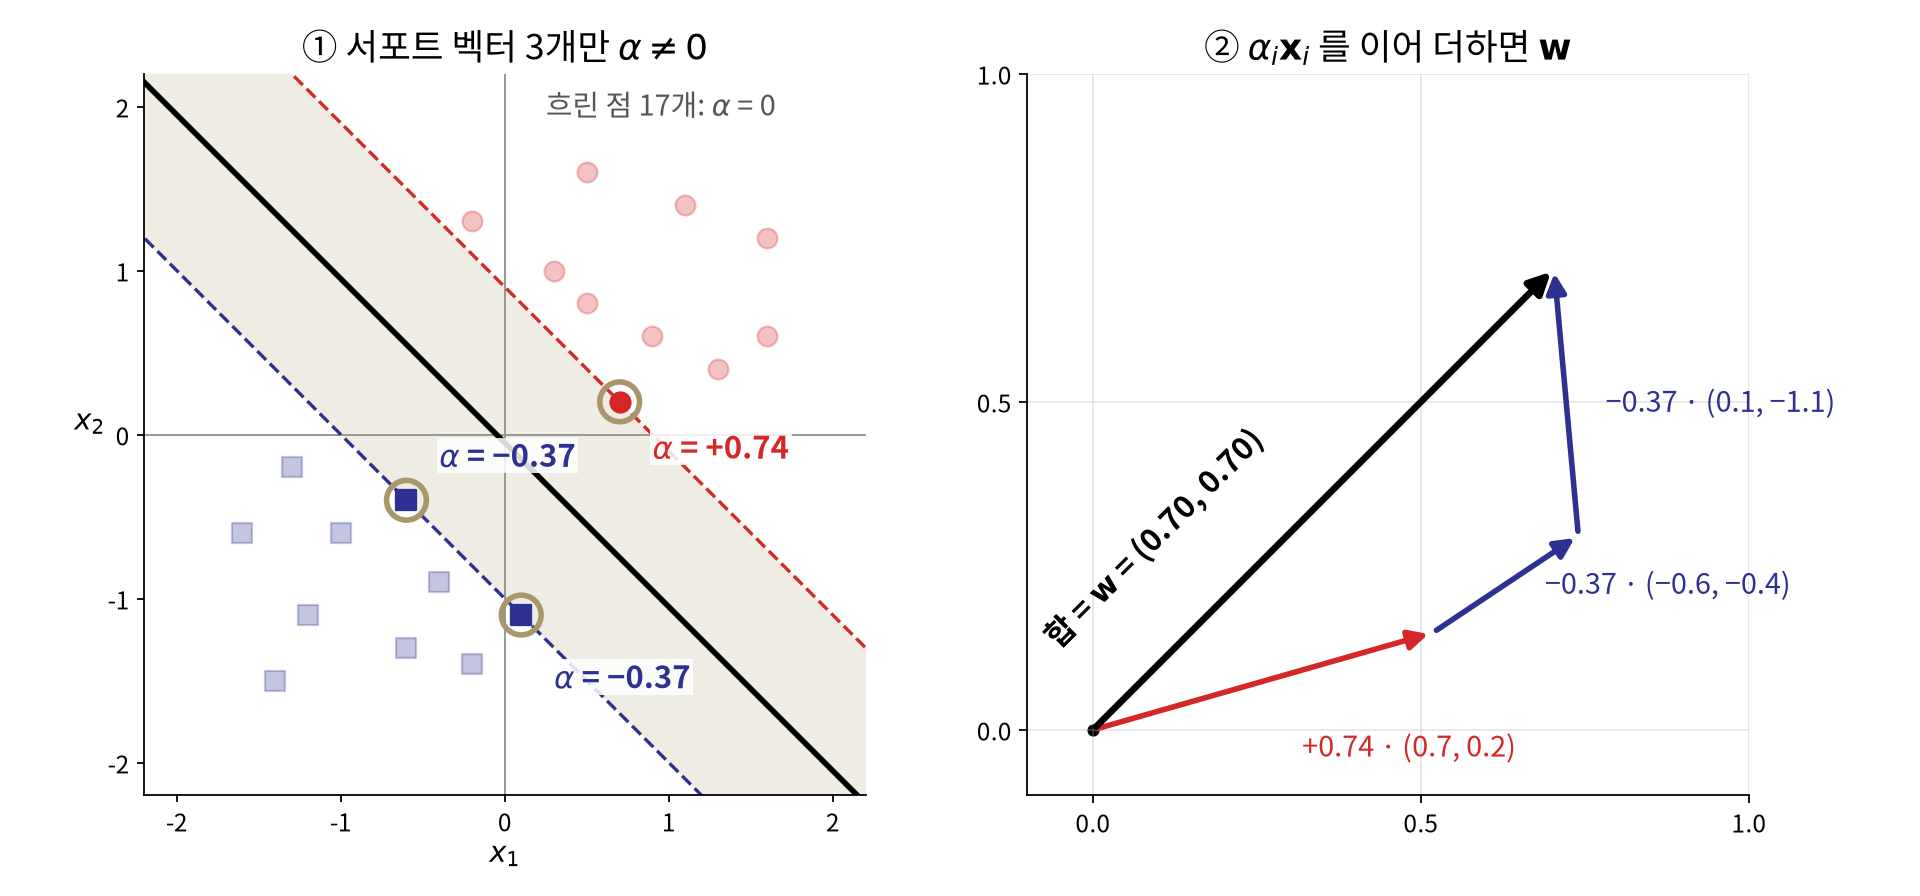 ① 서포트 벡터 3개만 α ≠ 0
흐린 점 17개: α = 0
2
1
0
-1
-2
x₂
α = −0.37
α = +0.74
α = −0.37
-2
-1
0
1
2
x₁
② αᵢxᵢ 를 이어 더하면 w
1.0
0.5
0.0
−0.37 · (0.1, −1.1)
합 = w = (0.70, 0.70)
−0.37 · (−0.6, −0.4)
+0.74 · (0.7, 0.2)
0.0
0.5
1.0